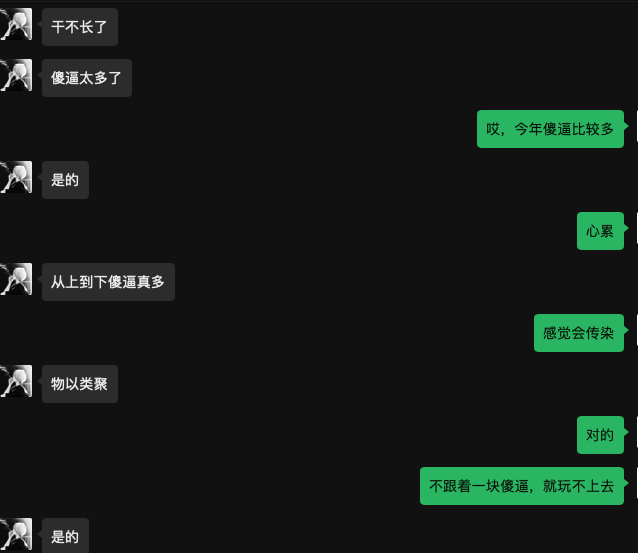 干不长了
傻逼太多了
哎，今年傻逼比较多
是的
心累
从上到下傻逼真多
感觉会传染
物以类聚
对的
不跟着一块傻逼，就玩不上去
是的